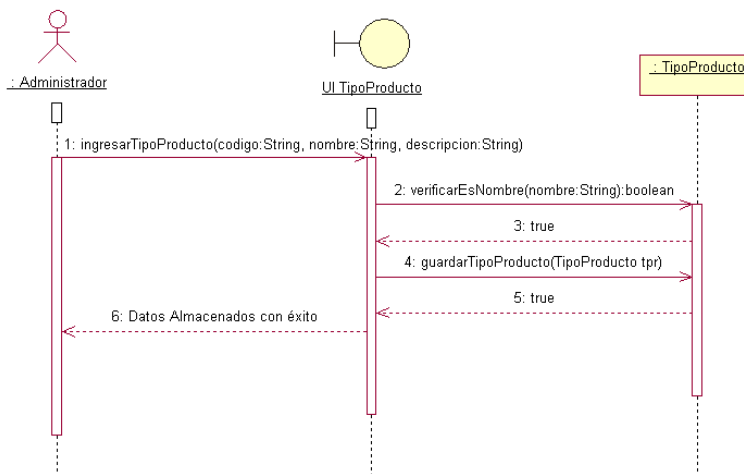 : Administrador
UI TipoProducto
: TipoProducto
1: ingresarTipoProducto(codigo:String, nombre:String, descripcion:String)
2: verificarEsNombre(nombre:String):boolean
3: true
4: guardarTipoProducto(TipoProducto tpr)
5: true
6: Datos Almacenados con éxito